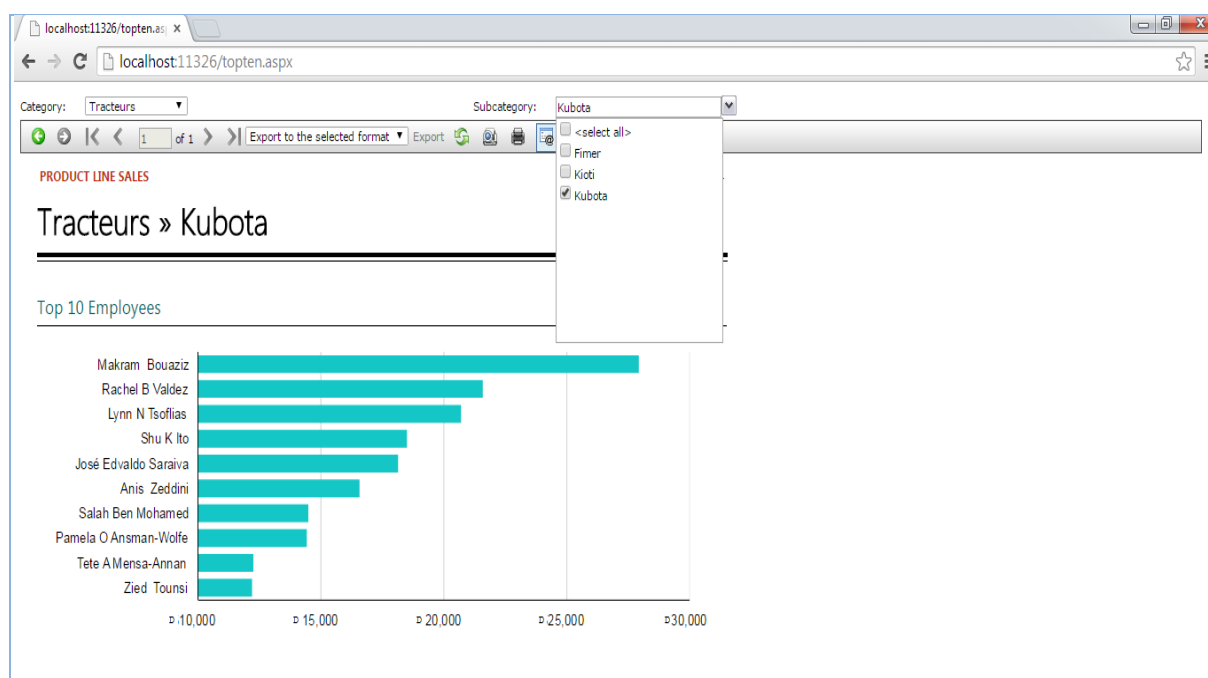 localhost:11326/topten.as
localhost:11326/topten.aspx
Category: Tracteurs Subcategory: Kubota
1 of 1 Export to the selected format Export
<select all>
Fimer
Kioti
Kubota
PRODUCT LINE SALES
Tracteurs » Kubota
Top 10 Employees
Makram Bouaziz
Rachel B Valdez
Lynn N Tsoflias
Shu K Ito
José Edvaldo Saraiva
Anis Zeddini
Salah Ben Mohamed
Pamela O Ansman-Wolfe
Tete A Mensa-Annan
Zied Tounsi
D 10,000 D 15,000 D 20,000 D 25,000 D 30,000